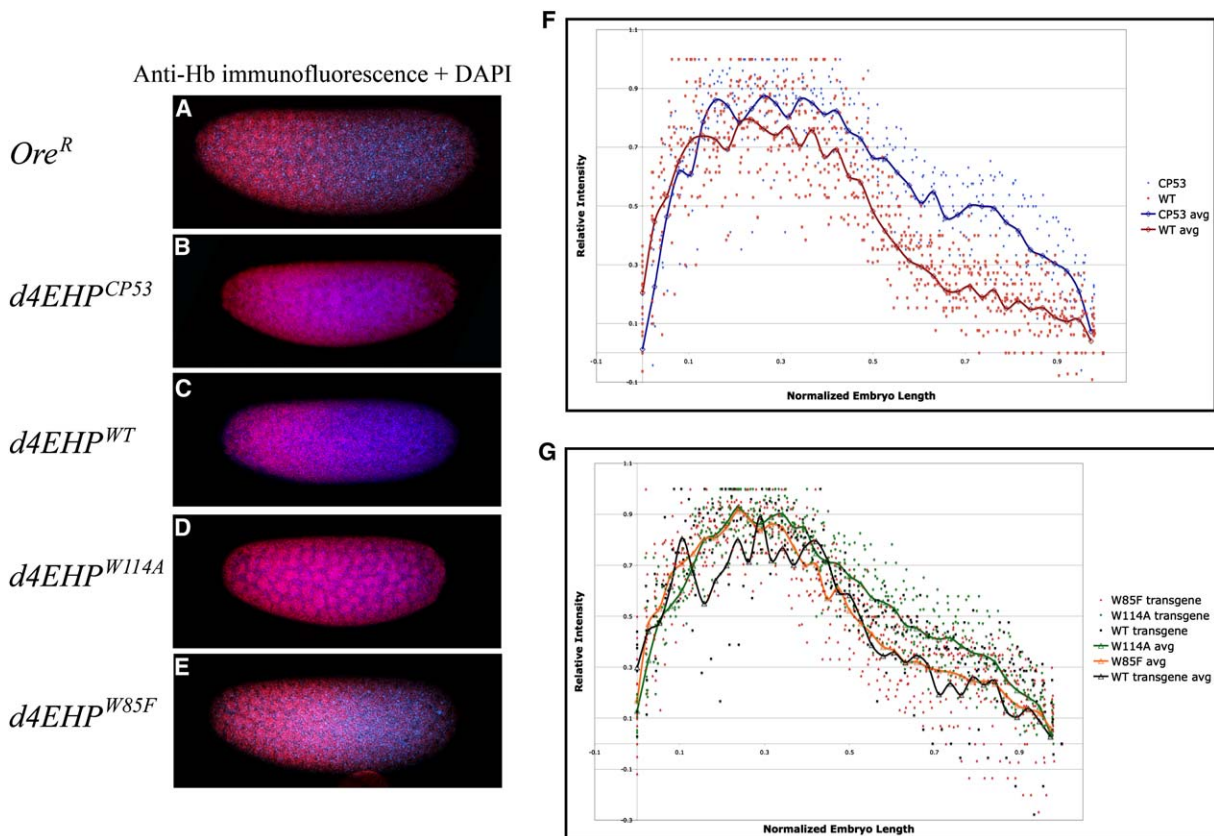 Anti-Hb immunofluorescence + DAPI
Ore^R
A
d4EHP^CP53
B
d4EHP^WT
C
d4EHP^W114A
D
d4EHP^W85F
E
F
1.1
0.9
0.7
0.5
0.3
0.1
-0.1
-0.1
0.1
0.3
0.5
0.7
0.9
Relative Intensity
Normalized Embryo Length
CP53
WT
CP53 avg
WT avg
G
1.1
0.9
0.7
0.5
0.3
0.1
-0.1
-0.3
-0.1
0.1
0.3
0.5
0.7
0.9
Relative Intensity
Normalized Embryo Length
W85F transgene
W114A transgene
WT transgene
W114A avg
W85F avg
WT transgene avg